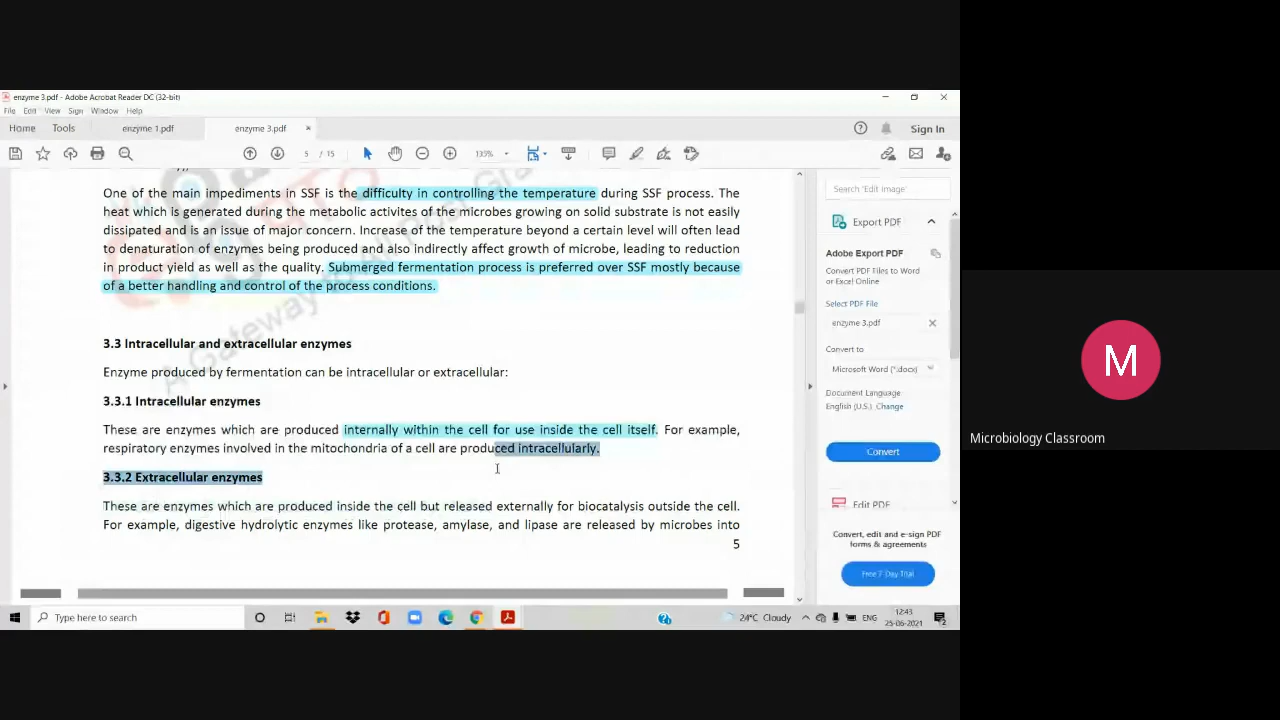 enzyme 3.pdf - Adobe Acrobat Reader DC (32-bit)
File Edit View Sign Window Help
Home Tools enzyme 1.pdf enzyme 3.pdf × Sign In
5 / 15 133%
One of the main impediments in SSF is the difficulty in controlling the temperature during SSF process. The
heat which is generated during the metabolic activites of the microbes growing on solid substrate is not easily
dissipated and is an issue of major concern. Increase of the temperature beyond a certain level will often lead
to denaturation of enzymes being produced and also indirectly affect growth of microbe, leading to reduction
in product yield as well as the quality. Submerged fermentation process is preferred over SSF mostly because
of a better handling and control of the process conditions.
3.3 Intracellular and extracellular enzymes
Enzyme produced by fermentation can be intracellular or extracellular:
3.3.1 Intracellular enzymes
These are enzymes which are produced internally within the cell for use inside the cell itself. For example,
respiratory enzymes involved in the mitochondria of a cell are produced intracellularly.
3.3.2 Extracellular enzymes
These are enzymes which are produced inside the cell but released externally for biocatalysis outside the cell.
For example, digestive hydrolytic enzymes like protease, amylase, and lipase are released by microbes into
5
A Gateway to
Search 'Edit Image'
Export PDF
Adobe Export PDF
Convert PDF Files to Word
or Excel Online
Select PDF File
enzyme 3.pdf
Convert to
Microsoft Word (*.docx)
Document Language:
English (U.S.) Change
Convert
Edit PDF
Convert, edit and e-sign PDF
forms & agreements
Free 7-Day Trial
M
Microbiology Classroom
Type here to search
24°C Cloudy ENG 12:43
25-06-2021
2